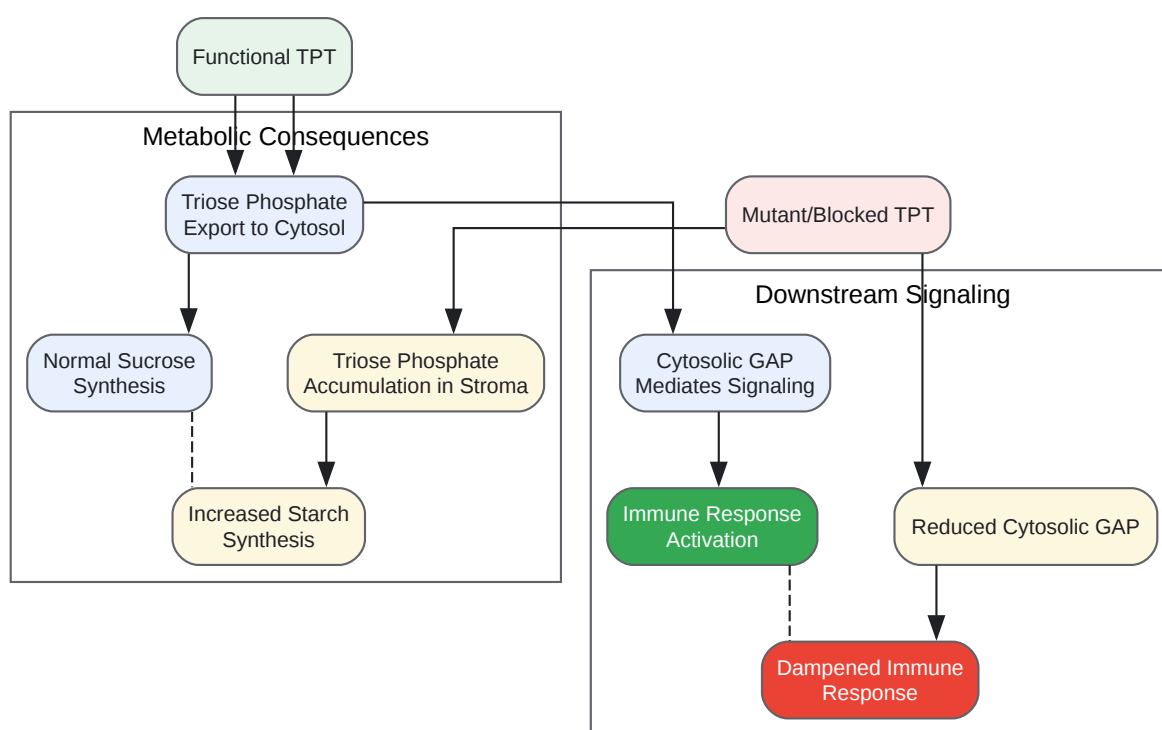 Functional TPT
Metabolic Consequences
Triose Phosphate
Export to Cytosol
Mutant/Blocked TPT
Downstream Signaling
Normal Sucrose
Synthesis
Triose Phosphate
Accumulation in Stroma
Cytosolic GAP
Mediates Signaling
Increased Starch
Synthesis
Immune Response
Activation
Reduced Cytosolic GAP
Dampened Immune
Response